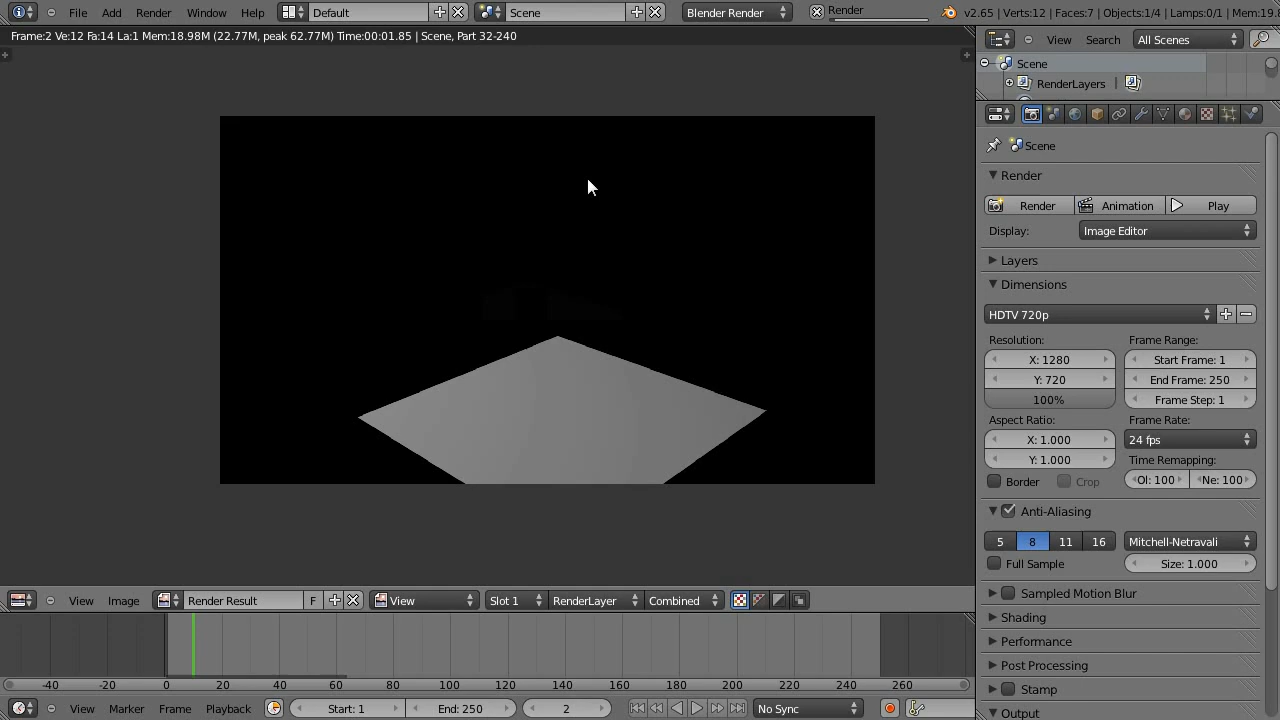 File Add Render Window Help Default Scene Blender Render Render v2.65 | Verts:12 | Faces:7 | Objects:1/4 | Lamps:0/1 | Mem:19.8
Frame:2 Ve:12 Fa:14 La:1 Mem:18.98M (22.77M, peak 62.77M) Time:00:01.85 | Scene, Part 32-240
View Search All Scenes
Scene
RenderLayers |
Scene
Render
Render Animation Play
Display: Image Editor
Layers
Dimensions
HDTV 720p
Resolution: Frame Range:
X: 1280 Start Frame: 1
Y: 720 End Frame: 250
100% Frame Step: 1
Aspect Ratio: Frame Rate:
X: 1.000 24 fps
Y: 1.000 Time Remapping:
Border Crop Ol: 100 Ne: 100
Anti-Aliasing
5 8 11 16 Mitchell-Netravali
Full Sample Size: 1.000
Sampled Motion Blur
Shading
Performance
Post Processing
Stamp
Output
View Image Render Result F View Slot 1 RenderLayer Combined
-40 -20 0 20 40 60 80 100 120 140 160 180 200 220 240 260
View Marker Frame Playback Start: 1 End: 250 2 No Sync